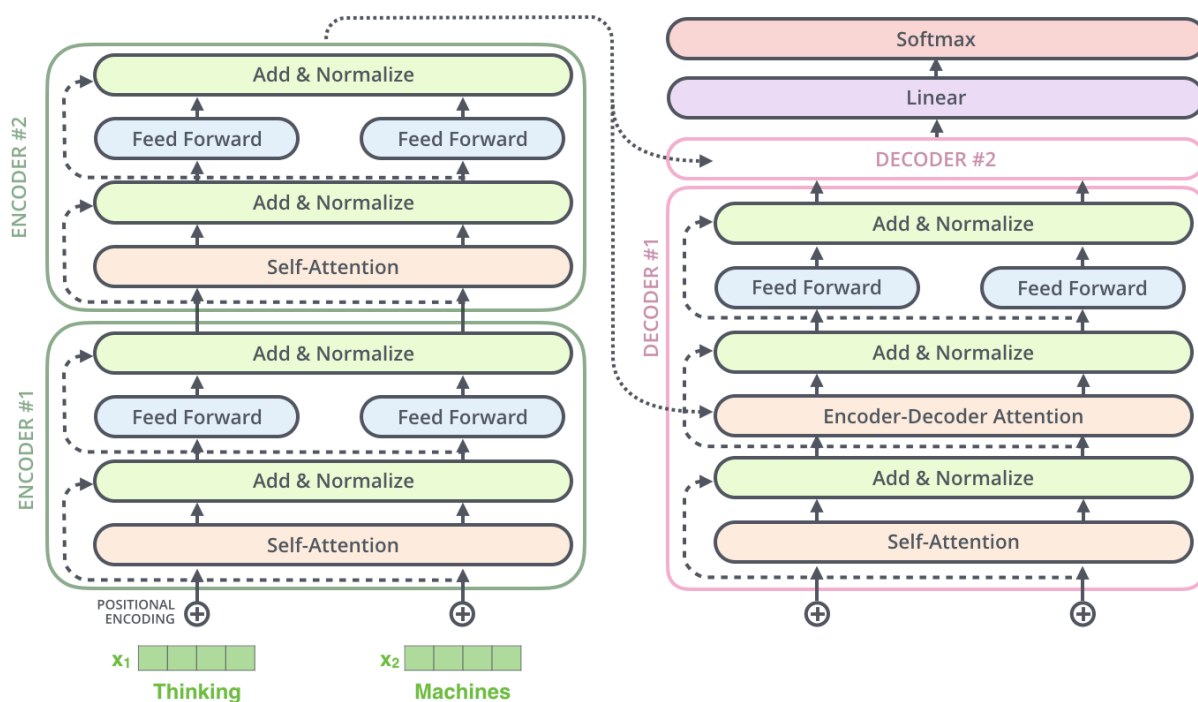 ENCODER #2
Add & Normalize
Feed Forward
Feed Forward
Add & Normalize
Self-Attention
ENCODER #1
Add & Normalize
Feed Forward
Feed Forward
Add & Normalize
Self-Attention
POSITIONAL
ENCODING
x₁
x₂
Thinking
Machines
Softmax
Linear
DECODER #2
DECODER #1
Add & Normalize
Feed Forward
Feed Forward
Add & Normalize
Encoder-Decoder Attention
Add & Normalize
Self-Attention